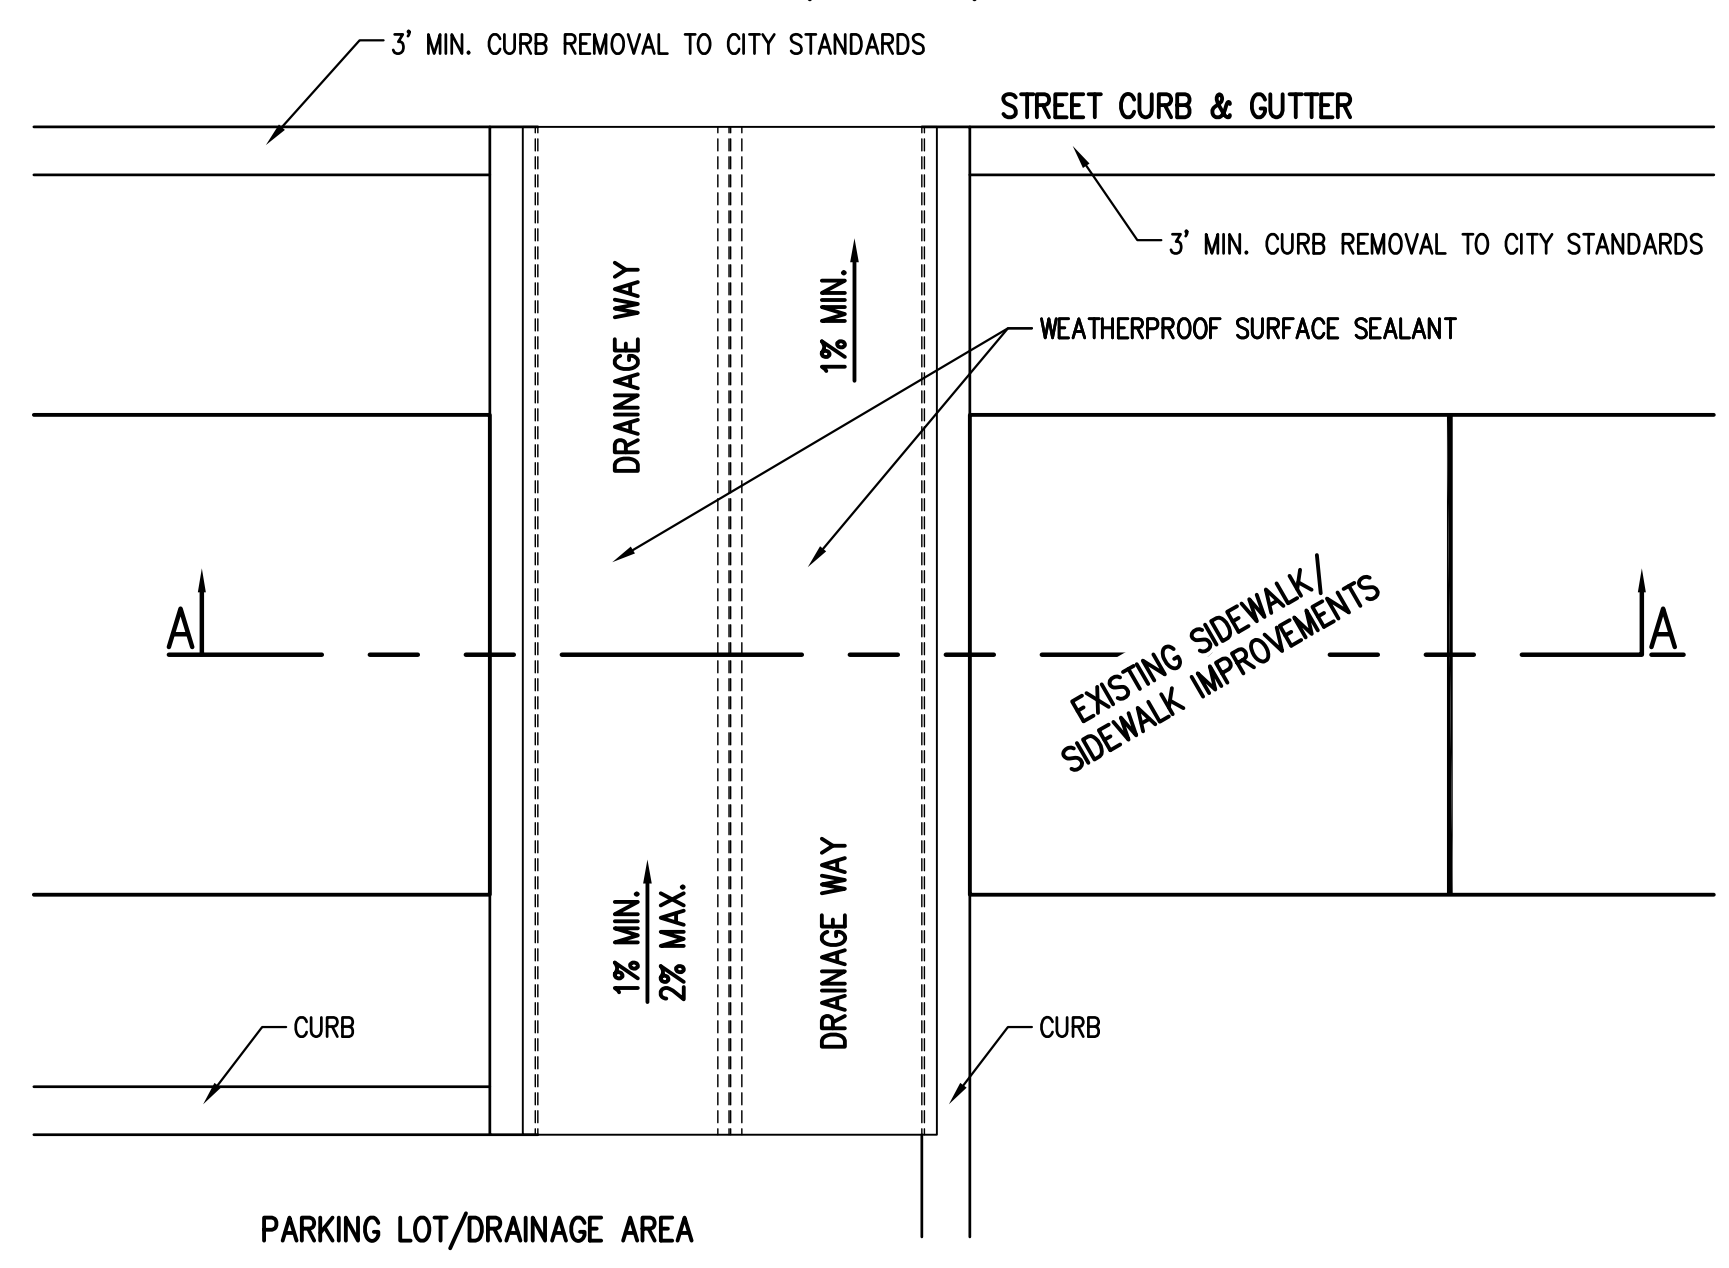 3' MIN. CURB REMOVAL TO CITY STANDARDS
STREET CURB & GUTTER
3' MIN. CURB REMOVAL TO CITY STANDARDS
DRAINAGE WAY
1% MIN.
WEATHERPROOF SURFACE SEALANT
A
A
EXISTING SIDEWALK/
SIDEWALK IMPROVEMENTS
1% MIN.
2% MAX.
DRAINAGE WAY
CURB
CURB
PARKING LOT/DRAINAGE AREA